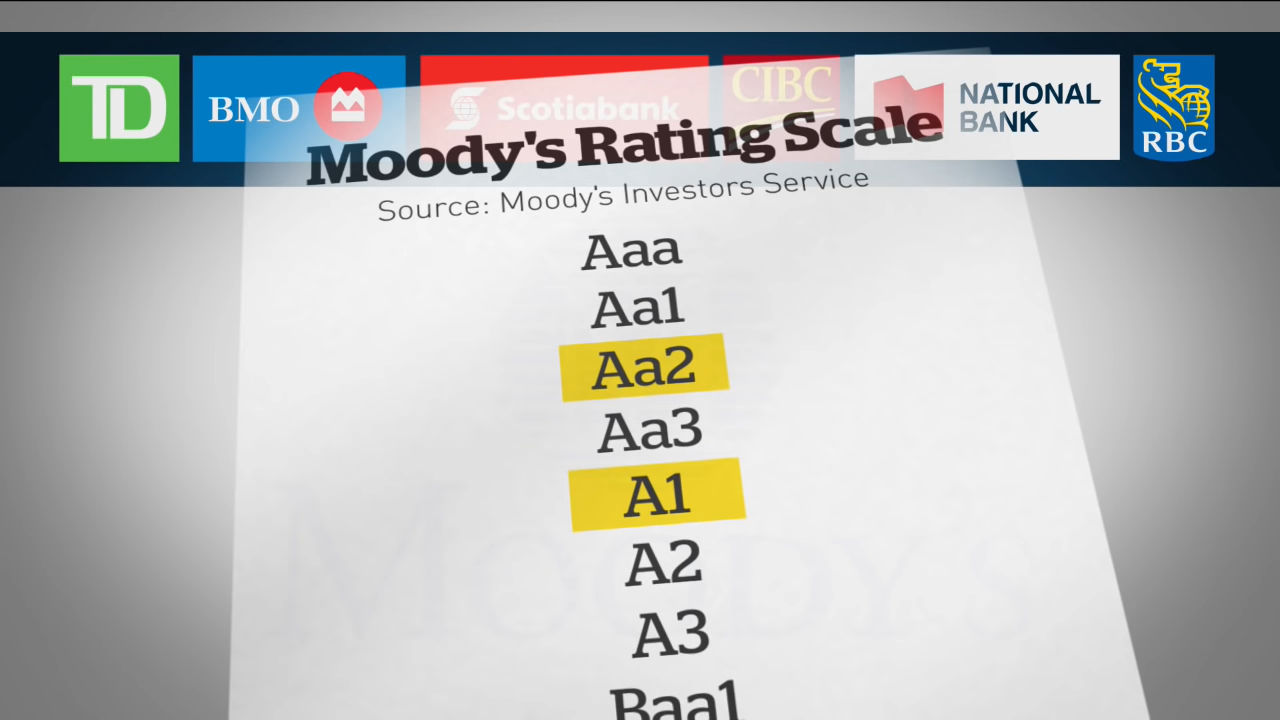 TD
BMO
Scotiabank
CIBC
NATIONAL
BANK
RBC
Moody's Rating Scale
Source: Moody's Investors Service
Aaa
Aa1
Aa2
Aa3
A1
A2
A3
Baa1
MOODY'S